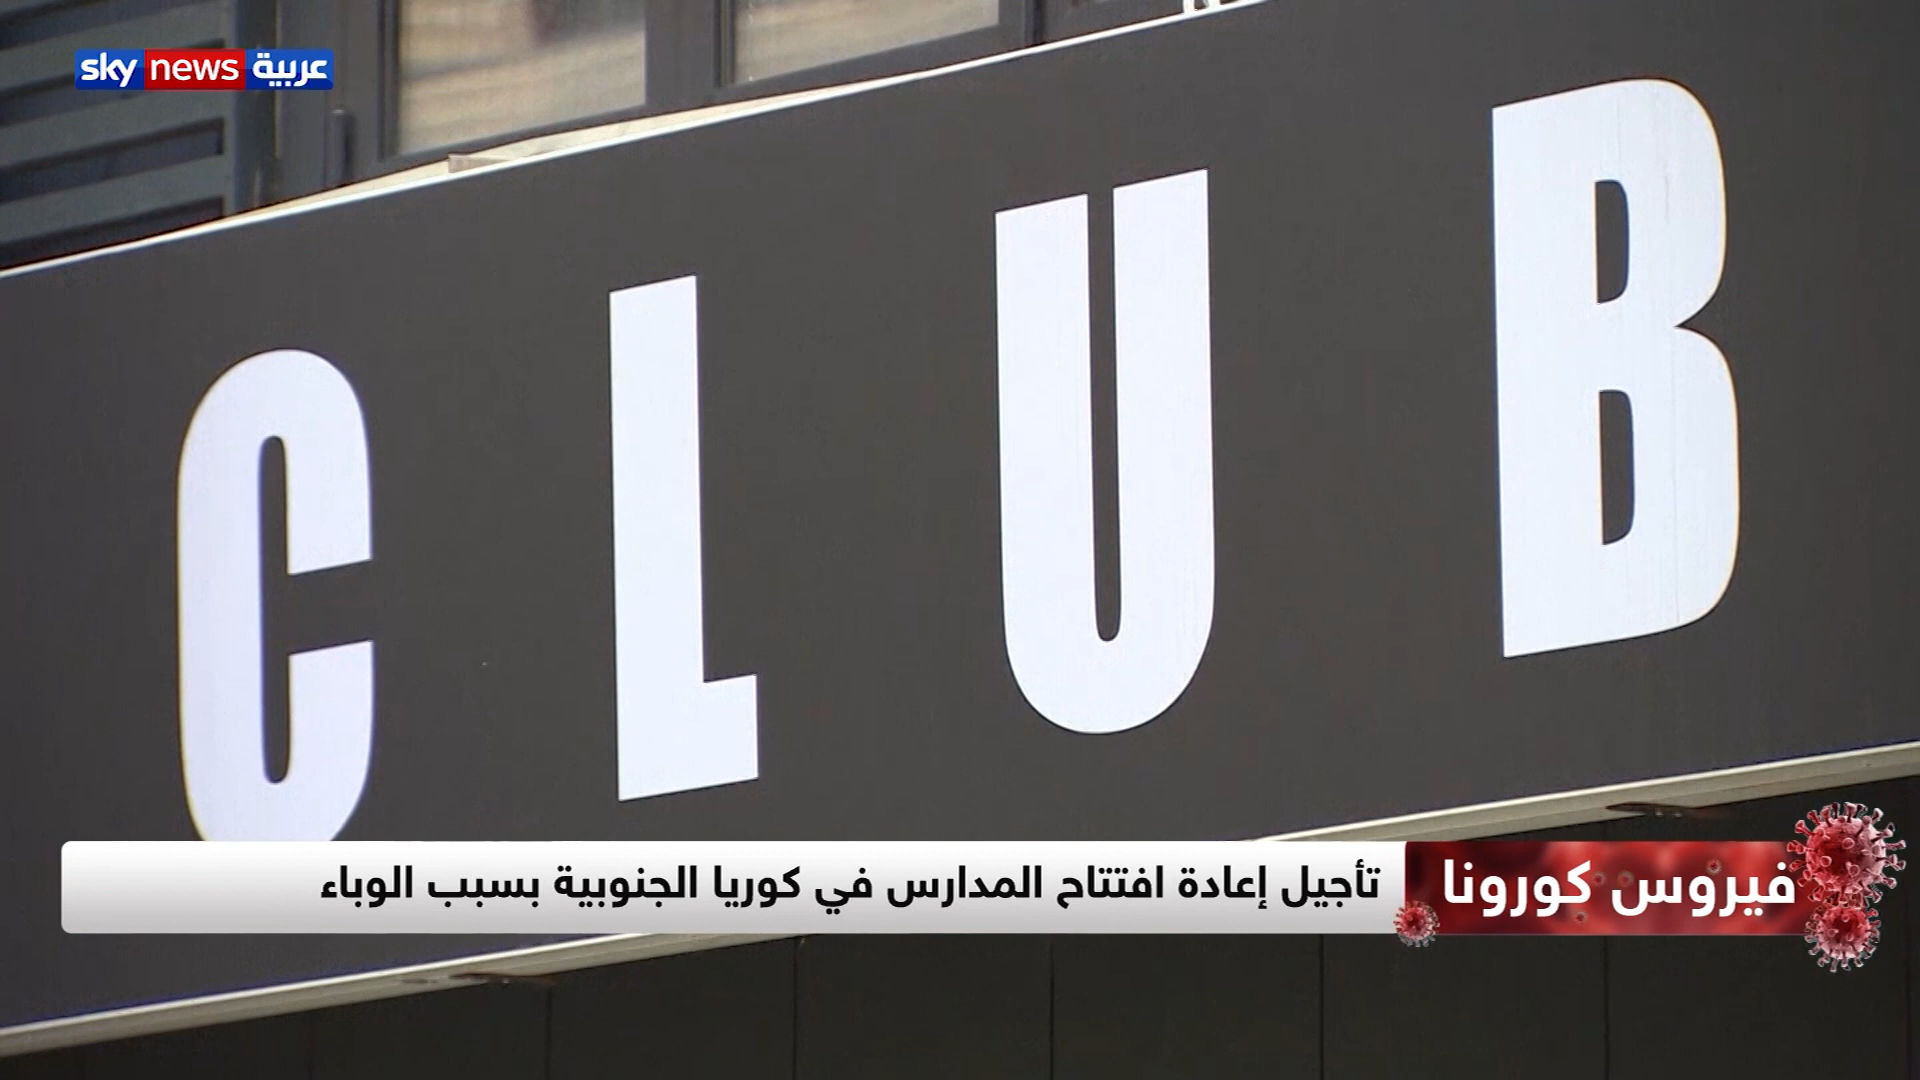 sky news عربية
CLUB
فيروس كورونا
تأجيل إعادة افتتاح المدارس في كوريا الجنوبية بسبب الوباء